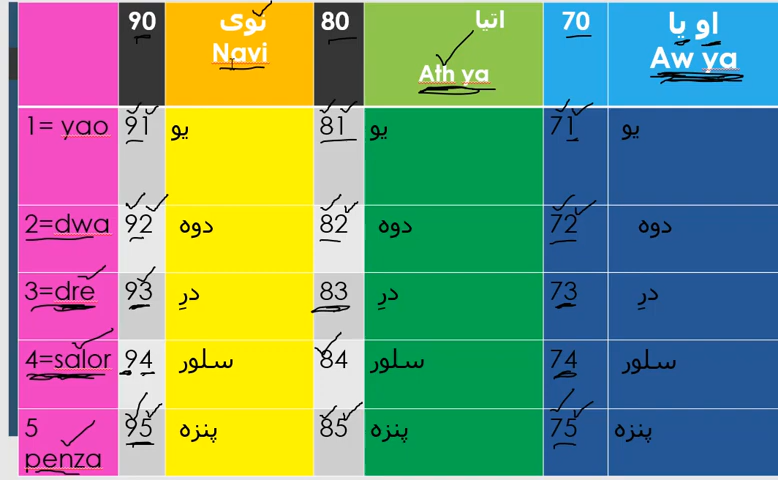 90 نوی 80 اتیا 70 او یا
Navi Ath ya Aw ya
1= yao 91 یو 81 یو 71 یو
2=dwa 92 دوه 82 دوه 72 دوه
3=dre 93 درِ 83 درِ 73 درِ
4=salor 94 سلور 84 سلور 74 سلور
5 95 پنزه 85 پنزه 75 پنزه
penza